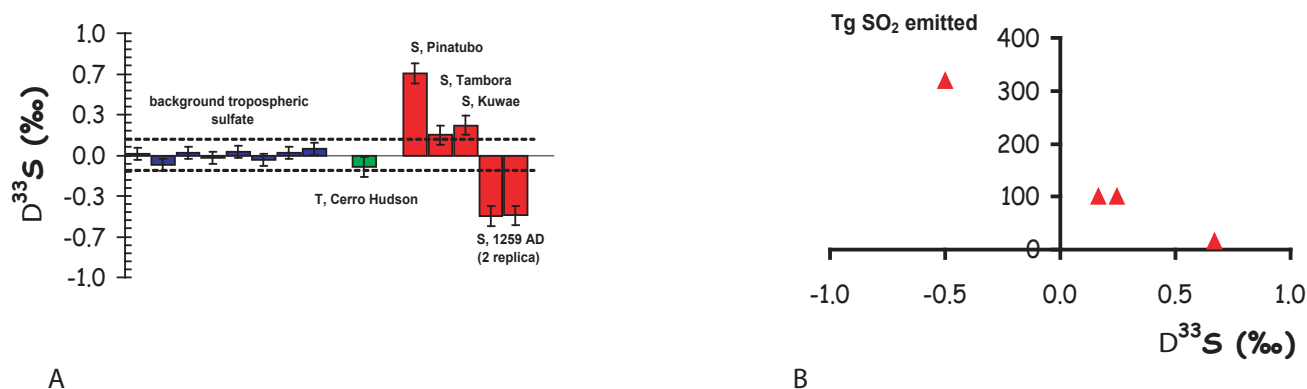 1.0
0.7
0.3
0.0
-0.3
-0.7
-1.0
D³³S (‰)
background tropospheric
sulfate
T, Cerro Hudson
S, Pinatubo
S, Tambora
S, Kuwae
S, 1259 AD
(2 replica)
A
Tg SO₂ emitted
400
300
200
100
0
-1.0
-0.5
0.0
0.5
1.0
D³³S (‰)
B